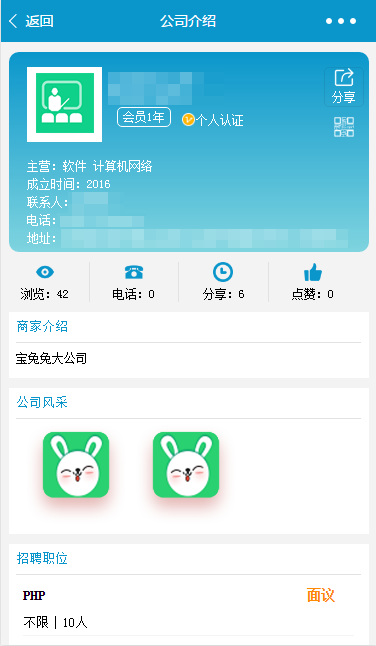 返回
公司介绍
会员1年
个人认证
分享
主营：软件 计算机网络
成立时间：2016
联系人：
电话：
地址：
浏览：42
电话：0
分享：6
点赞：0
商家介绍
宝兔兔大公司
公司风采
招聘职位
PHP
面议
不限 | 10人